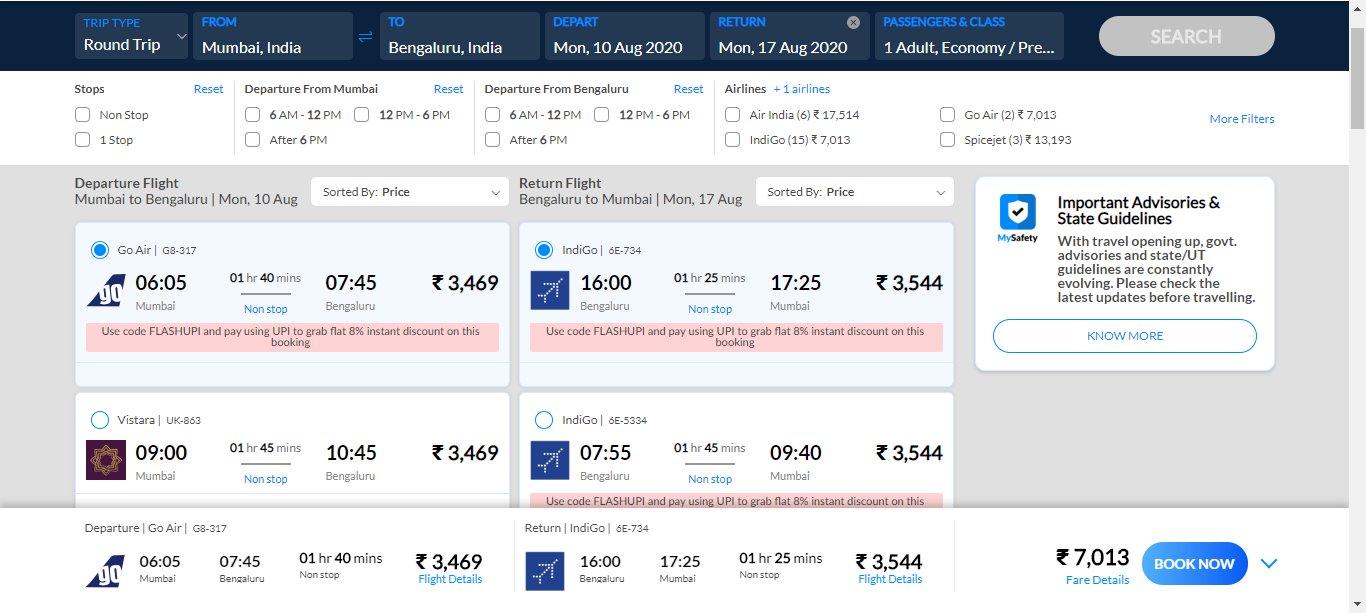 TRIP TYPE
Round Trip
FROM
Mumbai, India
TO
Bengaluru, India
DEPART
Mon, 10 Aug 2020
RETURN
Mon, 17 Aug 2020
PASSENGERS & CLASS
1 Adult, Economy / Pre...
SEARCH
Stops
Reset
Non Stop
1 Stop
Departure From Mumbai
Reset
6 AM - 12 PM
12 PM - 6 PM
After 6 PM
Departure From Bengaluru
Reset
6 AM - 12 PM
12 PM - 6 PM
After 6 PM
Airlines + 1 airlines
Air India (6) ₹ 17,514
Go Air (2) ₹ 7,013
IndiGo (15) ₹ 7,013
Spicejet (3) ₹ 13,193
More Filters
Departure Flight
Mumbai to Bengaluru | Mon, 10 Aug
Sorted By: Price
Go Air | G8-317
go
06:05
Mumbai
01 hr 40 mins
Non stop
07:45
Bengaluru
₹ 3,469
Use code FLASHUPI and pay using UPI to grab flat 8% instant discount on this
booking
Vistara | UK-863
09:00
Mumbai
01 hr 45 mins
Non stop
10:45
Bengaluru
₹ 3,469
Return Flight
Bengaluru to Mumbai | Mon, 17 Aug
Sorted By: Price
IndiGo | 6E-734
16:00
Bengaluru
01 hr 25 mins
Non stop
17:25
Mumbai
₹ 3,544
Use code FLASHUPI and pay using UPI to grab flat 8% instant discount on this
booking
IndiGo | 6E-5334
07:55
Bengaluru
01 hr 45 mins
Non stop
09:40
Mumbai
₹ 3,544
Use code FLASHUPI and pay using UPI to grab flat 8% instant discount on this
MySafety
Important Advisories &
State Guidelines
With travel opening up, govt.
advisories and state/UT
guidelines are constantly
evolving. Please check the
latest updates before travelling.
KNOW MORE
Departure | Go Air | G8-317
go
06:05
Mumbai
07:45
Bengaluru
01 hr 40 mins
Non stop
₹ 3,469
Flight Details
Return | IndiGo | 6E-734
16:00
Bengaluru
17:25
Mumbai
01 hr 25 mins
Non stop
₹ 3,544
Flight Details
₹ 7,013
Fare Details
BOOK NOW